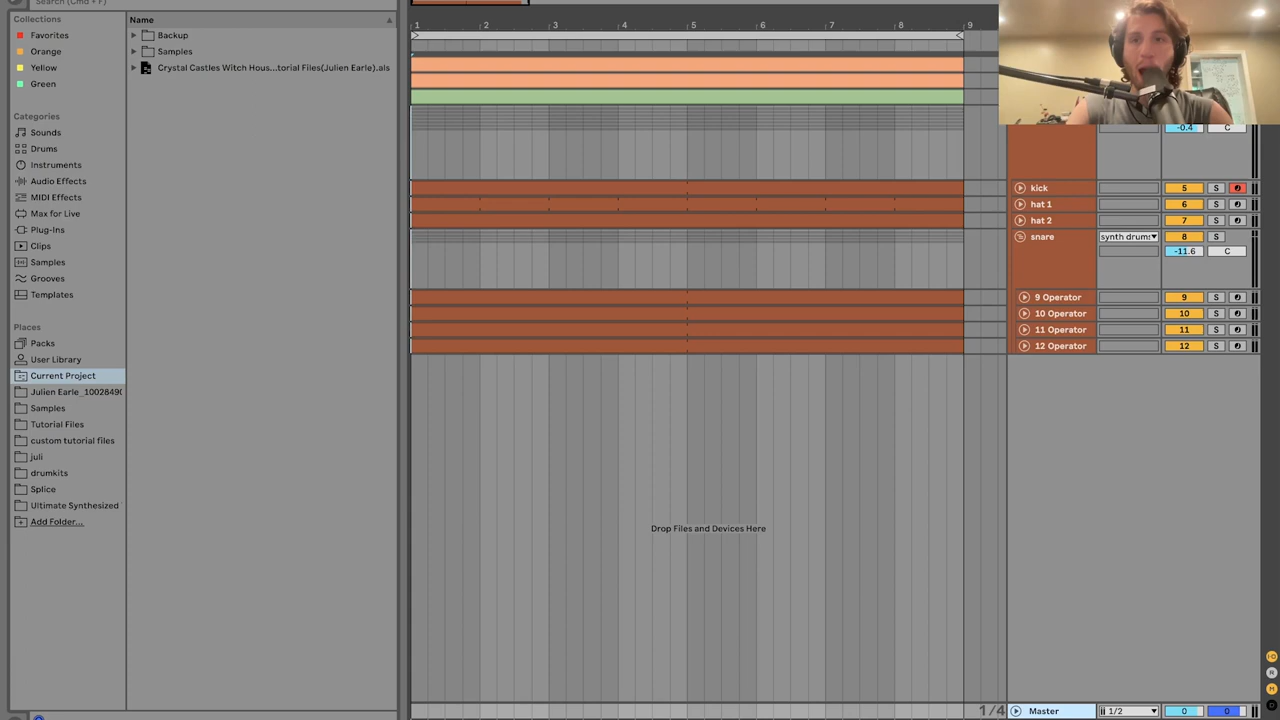 Search (Cmd + F)
Collections
Favorites
Orange
Yellow
Green
Categories
Sounds
Drums
Instruments
Audio Effects
MIDI Effects
Max for Live
Plug-Ins
Clips
Samples
Grooves
Templates
Places
Packs
User Library
Current Project
Julien Earle_1002849
Samples
Tutorial Files
custom tutorial files
juli
drumkits
Splice
Ultimate Synthesized
Add Folder...
Name
Backup
Samples
Crystal Castles Witch Hous...torial Files(Julien Earle).als
1 2 3 4 5 6 7 8 9
Drop Files and Devices Here
1/4
-0.4 C
kick 5 S
hat 1 6 S
hat 2 7 S
snare synth drum 8 S
-11.6 C
9 Operator 9 S
10 Operator 10 S
11 Operator 11 S
12 Operator 12 S
Master 1/2 0 0